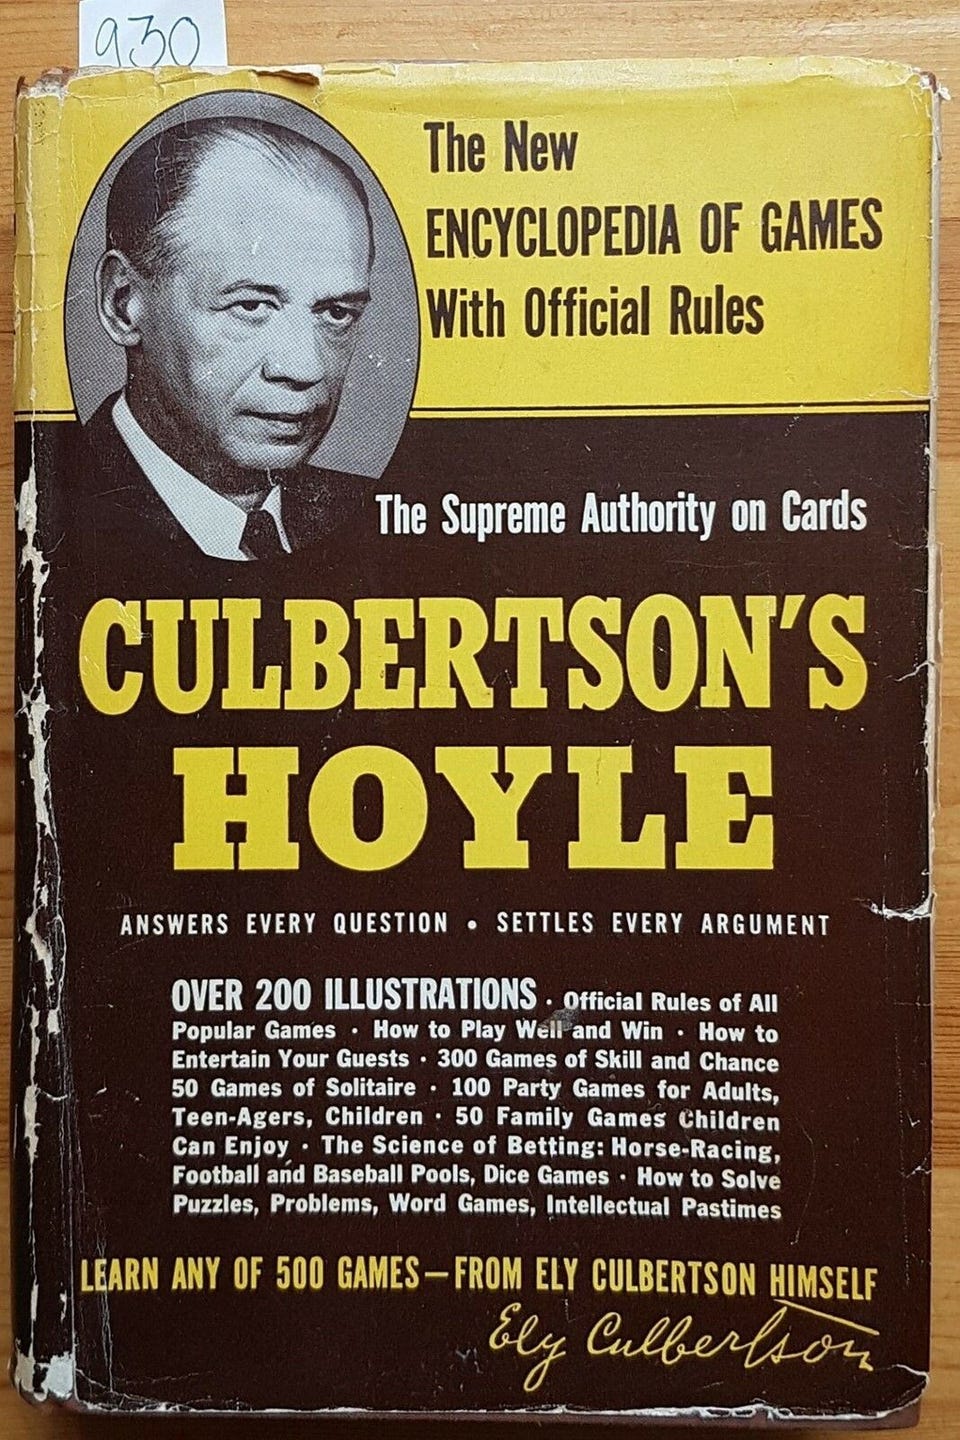 930
The New
ENCYCLOPEDIA OF GAMES
With Official Rules
The Supreme Authority on Cards
CULBERTSON'S
HOYLE
ANSWERS EVERY QUESTION • SETTLES EVERY ARGUMENT
OVER 200 ILLUSTRATIONS · Official Rules of All
Popular Games · How to Play Well and Win · How to
Entertain Your Guests · 300 Games of Skill and Chance
50 Games of Solitaire · 100 Party Games for Adults,
Teen-Agers, Children · 50 Family Games Children
Can Enjoy · The Science of Betting: Horse-Racing,
Football and Baseball Pools, Dice Games · How to Solve
Puzzles, Problems, Word Games, Intellectual Pastimes
LEARN ANY OF 500 GAMES—FROM ELY CULBERTSON HIMSELF
Ely Culbertson